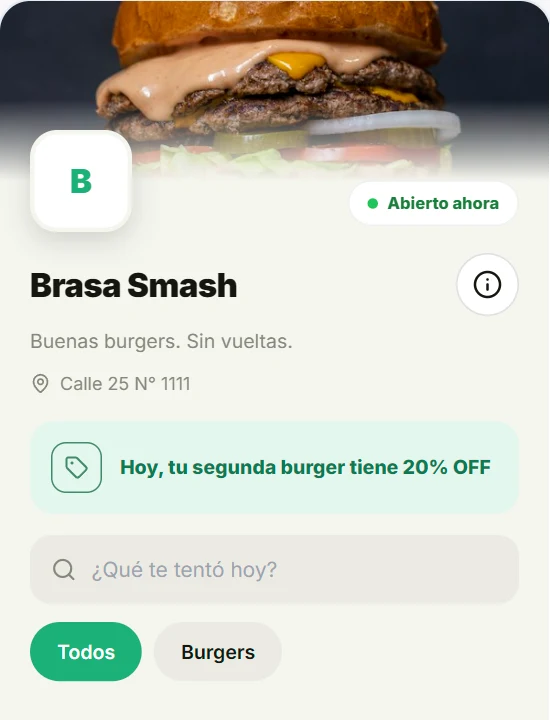 B
Abierto ahora
Brasa Smash
Buenas burgers. Sin vueltas.
Calle 25 N° 1111
Hoy, tu segunda burger tiene 20% OFF
¿Qué te tentó hoy?
Todos
Burgers